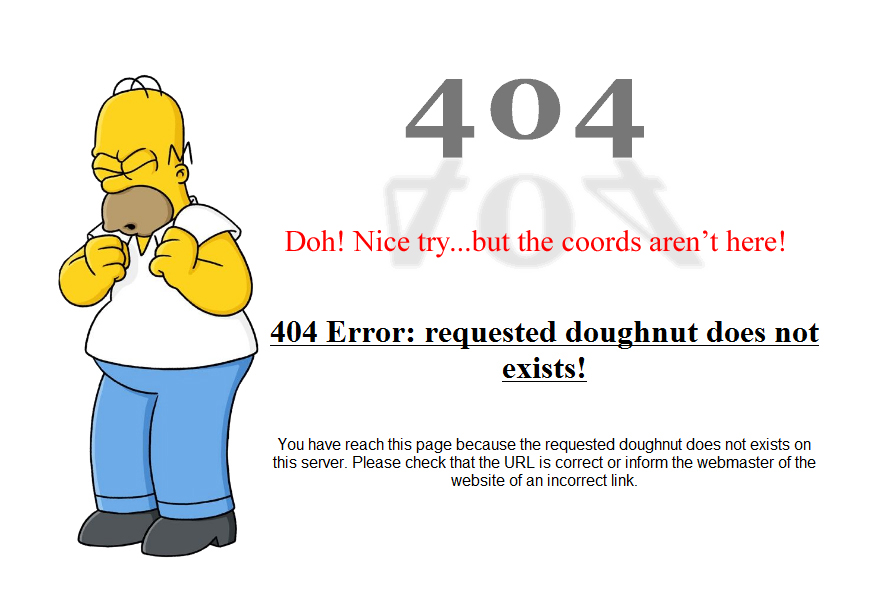 404
Doh! Nice try...but the coords aren’t here!
404 Error: requested doughnut does not
exists!
You have reach this page because the requested doughnut does not exists on
this server. Please check that the URL is correct or inform the webmaster of the
website of an incorrect link.